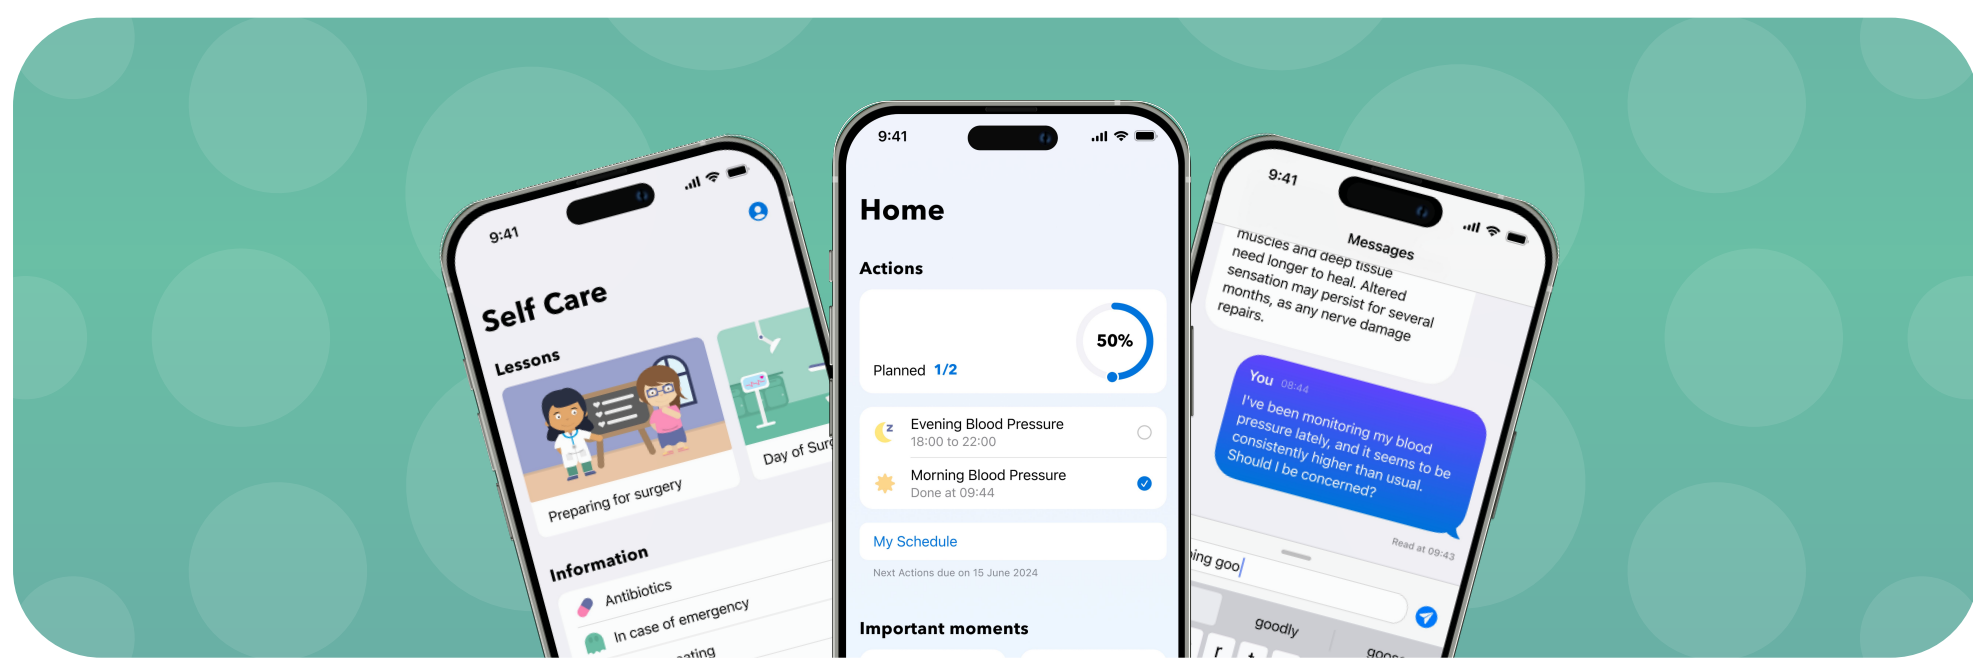 9:41
Self Care
Lessons
Preparing for surgery
Day of
Information
Antibiotics
In case of emergency
9:41
Home
Actions
50%
Planned 1/2
Evening Blood Pressure
18:00 to 22:00
Morning Blood Pressure
Done at 09:44
My Schedule
Next Actions due on 15 June 2024
Important moments
9:41
Messages
muscles and deep tissue
need longer to heal. Altered
sensation may persist for several
months, as any nerve damage
repairs.
You 08:44
I've been monitoring my blood
pressure lately, and it seems to be
consistently higher than usual.
Should I be concerned?
Read at 09:43
goo
goodly
r